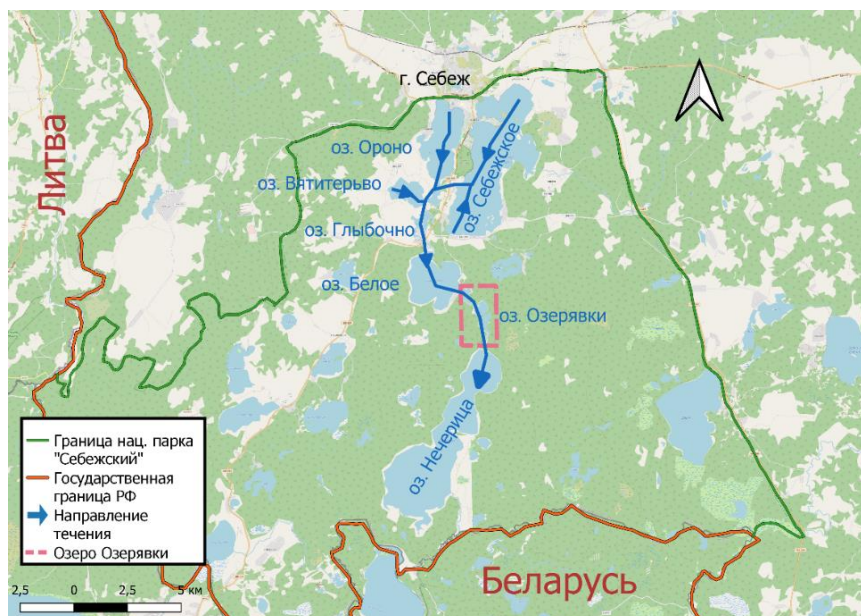 г. Себеж
оз. Ороно
оз. Вятитерьво
оз. Себежское
оз. Глыбочно
оз. Белое
оз. Озерявки
оз. Нечерица
Литва
Беларусь
Граница нац. парка
"Себежский"
Государственная
граница РФ
Направление
течения
Озеро Озерявки
2,5 0 2,5 5 км